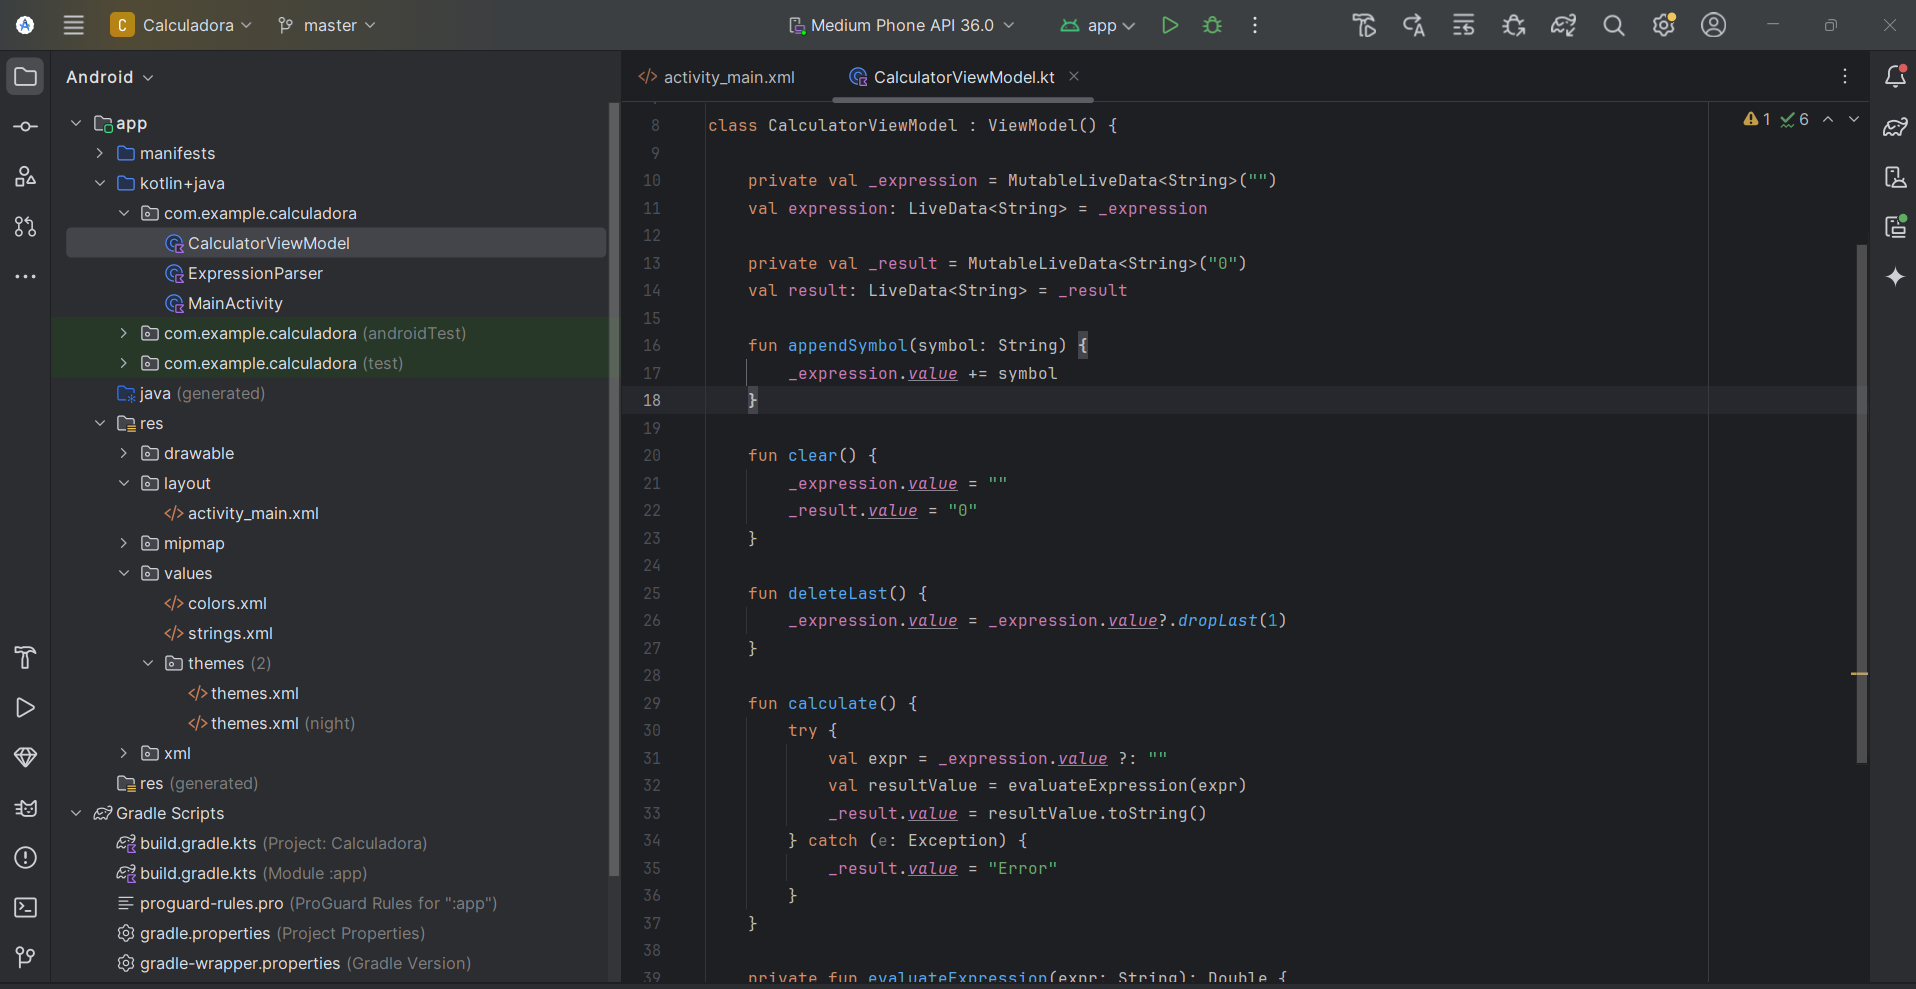 C Calculadora master Medium Phone API 36.0 app
Android
app
manifests
kotlin+java
com.example.calculadora
CalculatorViewModel
ExpressionParser
MainActivity
com.example.calculadora (androidTest)
com.example.calculadora (test)
java (generated)
res
drawable
layout
activity_main.xml
mipmap
values
colors.xml
strings.xml
themes (2)
themes.xml
themes.xml (night)
xml
res (generated)
Gradle Scripts
build.gradle.kts (Project: Calculadora)
build.gradle.kts (Module :app)
proguard-rules.pro (ProGuard Rules for ":app")
gradle.properties (Project Properties)
gradle-wrapper.properties (Gradle Version)
activity_main.xml CalculatorViewModel.kt
1 6
8 class CalculatorViewModel : ViewModel() {
9
10 private val _expression = MutableLiveData<String>("")
11 val expression: LiveData<String> = _expression
12
13 private val _result = MutableLiveData<String>("0")
14 val result: LiveData<String> = _result
15
16 fun appendSymbol(symbol: String) {
17 _expression.value += symbol
18 }
19
20 fun clear() {
21 _expression.value = ""
22 _result.value = "0"
23 }
24
25 fun deleteLast() {
26 _expression.value = _expression.value?.dropLast(1)
27 }
28
29 fun calculate() {
30 try {
31 val expr = _expression.value ?: ""
32 val resultValue = evaluateExpression(expr)
33 _result.value = resultValue.toString()
34 } catch (e: Exception) {
35 _result.value = "Error"
36 }
37 }
38
39 private fun evaluateExpression(expr: String): Double {